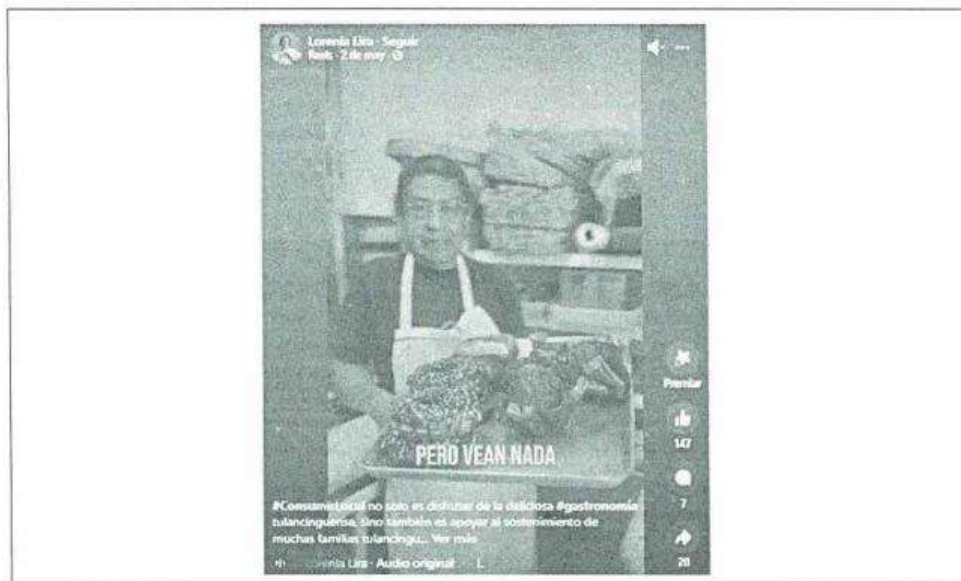 Lorenia Lira · Seguir
Reels · 2 de may ·
Premiar
147
7
20
PERO VEAN NADA
#ConsumeLocal no solo es disfrutar de la deliciosa #gastronomía
tulancinguense, sino también es apoyar al sostenimiento de
muchas familias tulancingu... Ver más
Lorenia Lira · Audio original